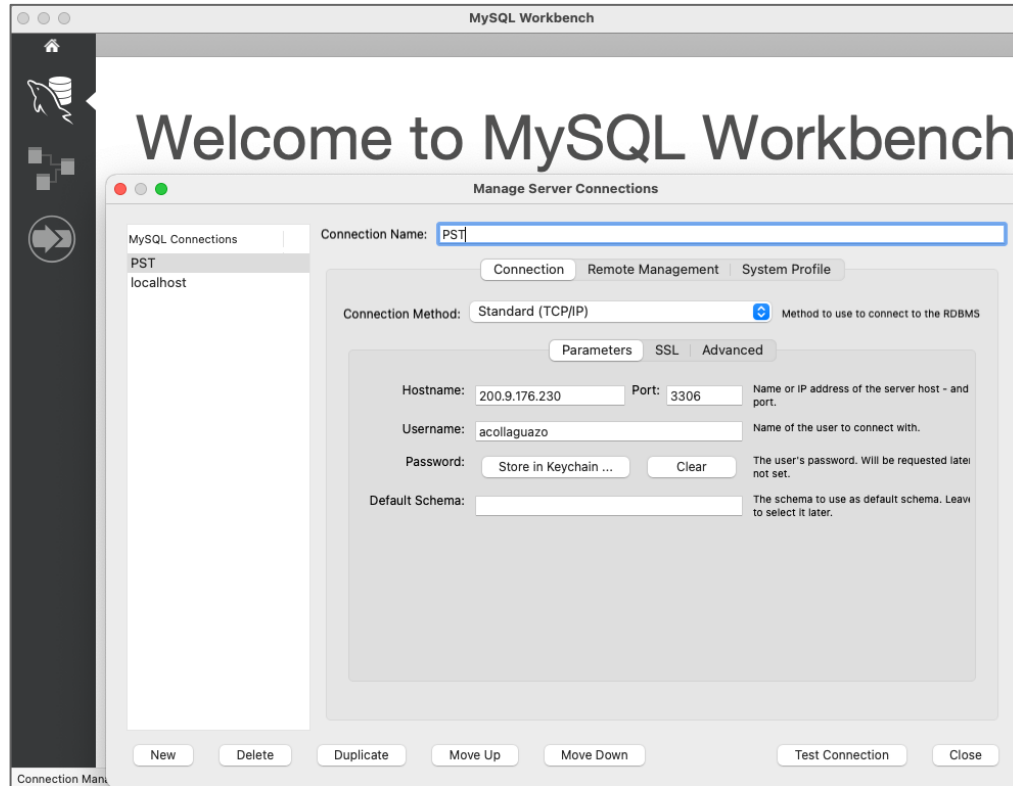 MySQL Workbench
Welcome to MySQL Workbench
Manage Server Connections
MySQL Connections
PST
localhost
Connection Name: PST
Connection Remote Management System Profile
Connection Method: Standard (TCP/IP) Method to use to connect to the RDBMS
Parameters SSL Advanced
Hostname: 200.9.176.230 Port: 3306 Name or IP address of the server host - and
port.
Username: acollaguazo Name of the user to connect with.
Password: Store in Keychain ... Clear The user's password. Will be requested later
not set.
Default Schema: The schema to use as default schema. Leave
to select it later.
New Delete Duplicate Move Up Move Down Test Connection Close
Connection Mana